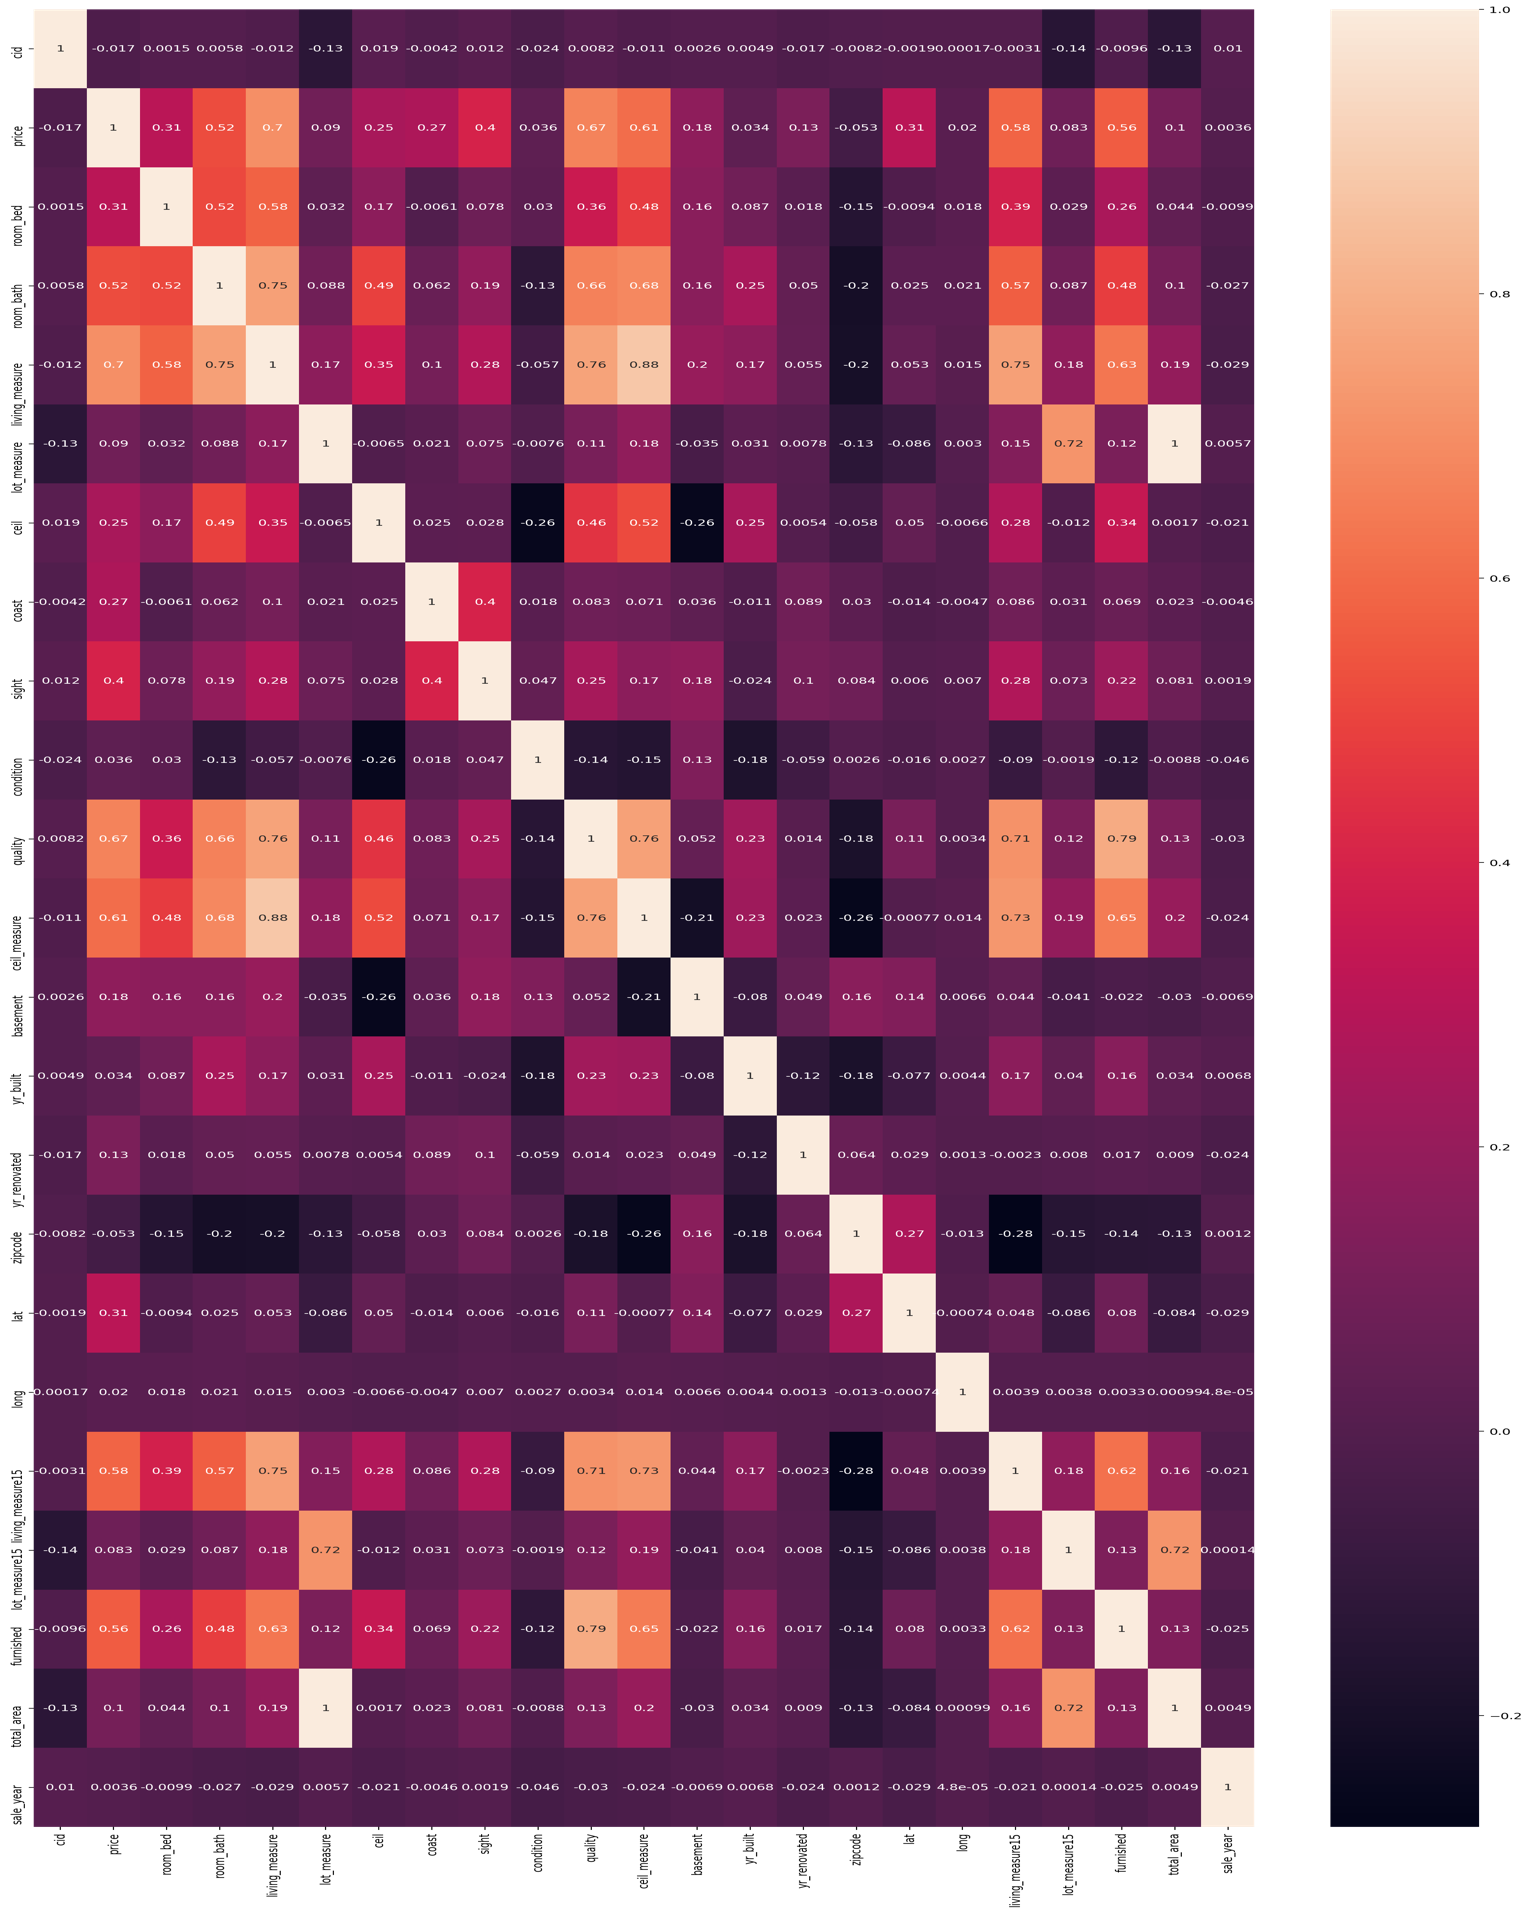 cid 1 -0.017 0.0015 0.0058 -0.012 -0.13 0.019 -0.0042 0.012 -0.024 0.0082 -0.011 0.0026 0.0049 -0.017 -0.0082 -0.0019 0.00017 -0.0031 -0.14 -0.0096 -0.13 0.01
price -0.017 1 0.31 0.52 0.7 0.09 0.25 0.27 0.4 0.036 0.67 0.61 0.18 0.034 0.13 -0.053 0.31 0.02 0.58 0.083 0.56 0.1 0.0036
room_bed 0.0015 0.31 1 0.52 0.58 0.032 0.17 -0.0061 0.078 0.03 0.36 0.48 0.16 0.087 0.018 -0.15 -0.0094 0.018 0.39 0.029 0.26 0.044 -0.0099
room_bath 0.0058 0.52 0.52 1 0.75 0.088 0.49 0.062 0.19 -0.13 0.66 0.68 0.16 0.25 0.05 -0.2 0.025 0.021 0.57 0.087 0.48 0.1 -0.027
living_measure -0.012 0.7 0.58 0.75 1 0.17 0.35 0.1 0.28 -0.057 0.76 0.88 0.2 0.17 0.055 -0.2 0.053 0.015 0.75 0.18 0.63 0.19 -0.029
lot_measure -0.13 0.09 0.032 0.088 0.17 1 -0.0065 0.021 0.075 -0.0076 0.11 0.18 -0.035 0.031 0.0078 -0.13 -0.086 0.003 0.15 0.72 0.12 1 0.0057
ceil 0.019 0.25 0.17 0.49 0.35 -0.0065 1 0.025 0.028 -0.26 0.46 0.52 -0.26 0.25 0.0054 -0.058 0.05 -0.0066 0.28 -0.012 0.34 0.0017 -0.021
coast -0.0042 0.27 -0.0061 0.062 0.1 0.021 0.025 1 0.4 0.018 0.083 0.071 0.036 -0.011 0.089 0.03 -0.014 -0.0047 0.086 0.031 0.069 0.023 -0.0046
sight 0.012 0.4 0.078 0.19 0.28 0.075 0.028 0.4 1 0.047 0.25 0.17 0.18 -0.024 0.1 0.084 0.006 0.007 0.28 0.073 0.22 0.081 0.0019
condition -0.024 0.036 0.03 -0.13 -0.057 -0.0076 -0.26 0.018 0.047 1 -0.14 -0.15 0.13 -0.18 -0.059 0.0026 -0.016 0.0027 -0.09 -0.0019 -0.12 -0.0088 -0.046
quality 0.0082 0.67 0.36 0.66 0.76 0.11 0.46 0.083 0.25 -0.14 1 0.76 0.052 0.23 0.014 -0.18 0.11 0.0034 0.71 0.12 0.79 0.13 -0.03
ceil_measure -0.011 0.61 0.48 0.68 0.88 0.18 0.52 0.071 0.17 -0.15 0.76 1 -0.21 0.23 0.023 -0.26 -0.00077 0.014 0.73 0.19 0.65 0.2 -0.024
basement 0.0026 0.18 0.16 0.16 0.2 -0.035 -0.26 0.036 0.18 0.13 0.052 -0.21 1 -0.08 0.049 0.16 0.14 0.0066 0.044 -0.041 -0.022 -0.03 -0.0069
yr_built 0.0049 0.034 0.087 0.25 0.17 0.031 0.25 -0.011 -0.024 -0.18 0.23 0.23 -0.08 1 -0.12 -0.18 -0.077 0.0044 0.17 0.04 0.16 0.034 0.0068
yr_renovated -0.017 0.13 0.018 0.05 0.055 0.0078 0.0054 0.089 0.1 -0.059 0.014 0.023 0.049 -0.12 1 0.064 0.029 0.0013 -0.0023 0.008 0.017 0.009 -0.024
zipcode -0.0082 -0.053 -0.15 -0.2 -0.2 -0.13 -0.058 0.03 0.084 0.0026 -0.18 -0.26 0.16 -0.18 0.064 1 0.27 -0.013 -0.28 -0.15 -0.14 -0.13 0.0012
lat -0.0019 0.31 -0.0094 0.025 0.053 -0.086 0.05 -0.014 0.006 -0.016 0.11 -0.00077 0.14 -0.077 0.029 0.27 1 -0.00074 0.048 -0.086 0.08 -0.084 -0.029
long 0.00017 0.02 0.018 0.021 0.015 0.003 -0.0066 -0.0047 0.007 0.0027 0.0034 0.014 0.0066 0.0044 0.0013 -0.013 -0.00074 1 0.0039 0.0038 0.0033 0.00099 4.8e-05
living_measure15 -0.0031 0.58 0.39 0.57 0.75 0.15 0.28 0.086 0.28 -0.09 0.71 0.73 0.044 0.17 -0.0023 -0.28 0.048 0.0039 1 0.18 0.62 0.16 -0.021
lot_measure15 -0.14 0.083 0.029 0.087 0.18 0.72 -0.012 0.031 0.073 -0.0019 0.12 0.19 -0.041 0.04 0.008 -0.15 -0.086 0.0038 0.18 1 0.13 0.72 0.00014
furnished -0.0096 0.56 0.26 0.48 0.63 0.12 0.34 0.069 0.22 -0.12 0.79 0.65 -0.022 0.16 0.017 -0.14 0.08 0.0033 0.62 0.13 1 0.13 -0.025
total_area -0.13 0.1 0.044 0.1 0.19 1 0.0017 0.023 0.081 -0.0088 0.13 0.2 -0.03 0.034 0.009 -0.13 -0.084 0.00099 0.16 0.72 0.13 1 0.0049
sale_year 0.01 0.0036 -0.0099 -0.027 -0.029 0.0057 -0.021 -0.0046 0.0019 -0.046 -0.03 -0.024 -0.0069 0.0068 -0.024 0.0012 -0.029 4.8e-05 -0.021 0.00014 -0.025 0.0049 1
cid price room_bed room_bath living_measure lot_measure ceil coast sight condition quality ceil_measure basement yr_built yr_renovated zipcode lat long living_measure15 lot_measure15 furnished total_area sale_year
1.0
0.8
0.6
0.4
0.2
0.0
−0.2